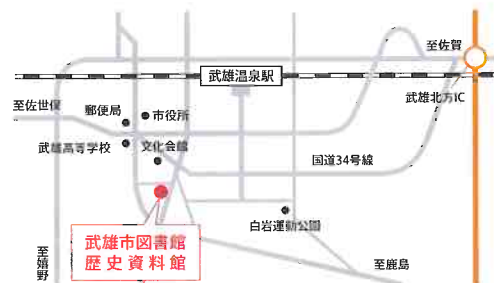 至佐賀
武雄温泉駅
武雄北方IC
至佐世保
郵便局
市役所
武雄高等学校
文化会館
国道34号線
白岩運動公園
武雄市図書館
歴史資料館
至嬉野
至鹿島